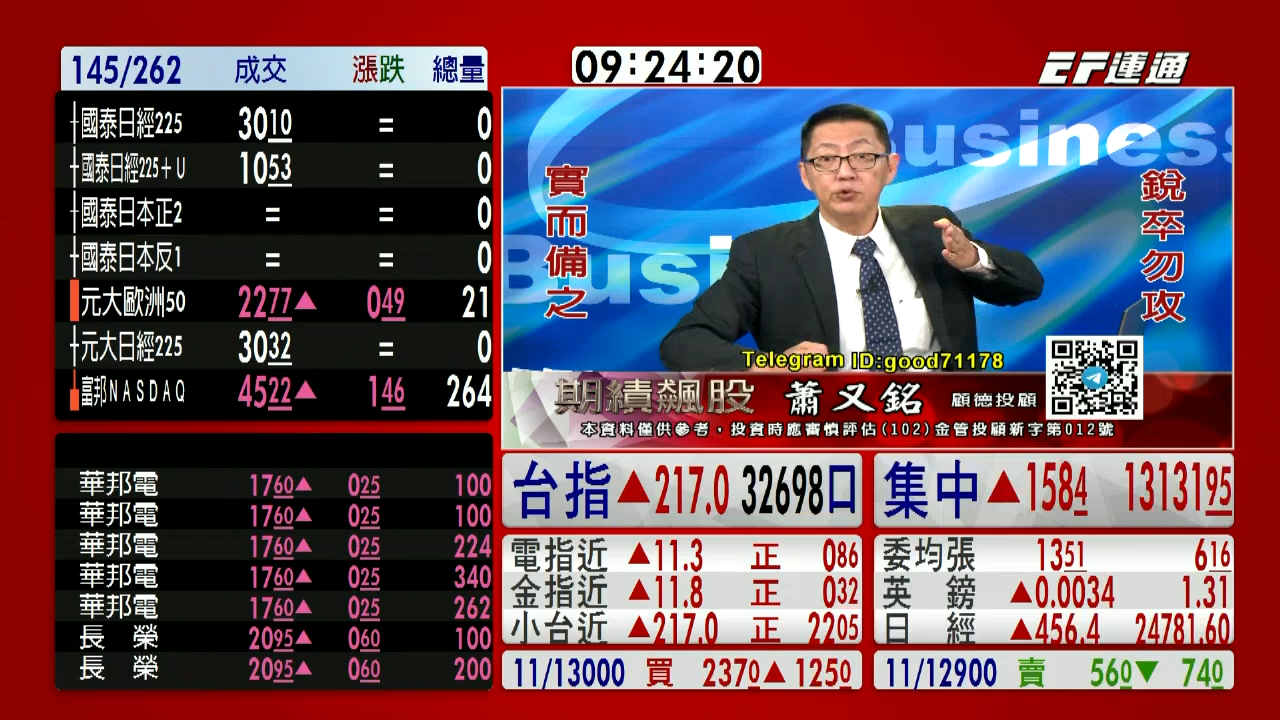 145/262 成交 漲跌 總量
國泰日經225 3010 = 0
國泰日經225+U 1053 = 0
國泰日本正2 = = 0
國泰日本反1 = = 0
元大歐洲50 2277▲ 049 21
元大日經225 3032 = 0
富邦NASDAQ 4522▲ 146 264
華邦電 1760▲ 025 100
華邦電 1760▲ 025 100
華邦電 1760▲ 025 224
華邦電 1760▲ 025 340
華邦電 1760▲ 025 262
長榮 2095▲ 060 100
長榮 2095▲ 060 200
09:24:20
EF運通
Business
Busi
實而備之
銳卒勿攻
Telegram ID:good71178
期績飆股 蕭又銘 顧德投顧
本資料僅供參考,投資時應審慎評估(102)金管投顧新字第012號
台指▲217.0 32698口
電指近 ▲11.3 正 086
金指近 ▲11.8 正 032
小台近 ▲217.0 正 2205
11/13000 買 2370▲1250
集中▲1584 1313195
委均張 1351 616
英鎊 ▲0.0034 1.31
日經 ▲456.4 24781.60
11/12900 賣 560▼ 740